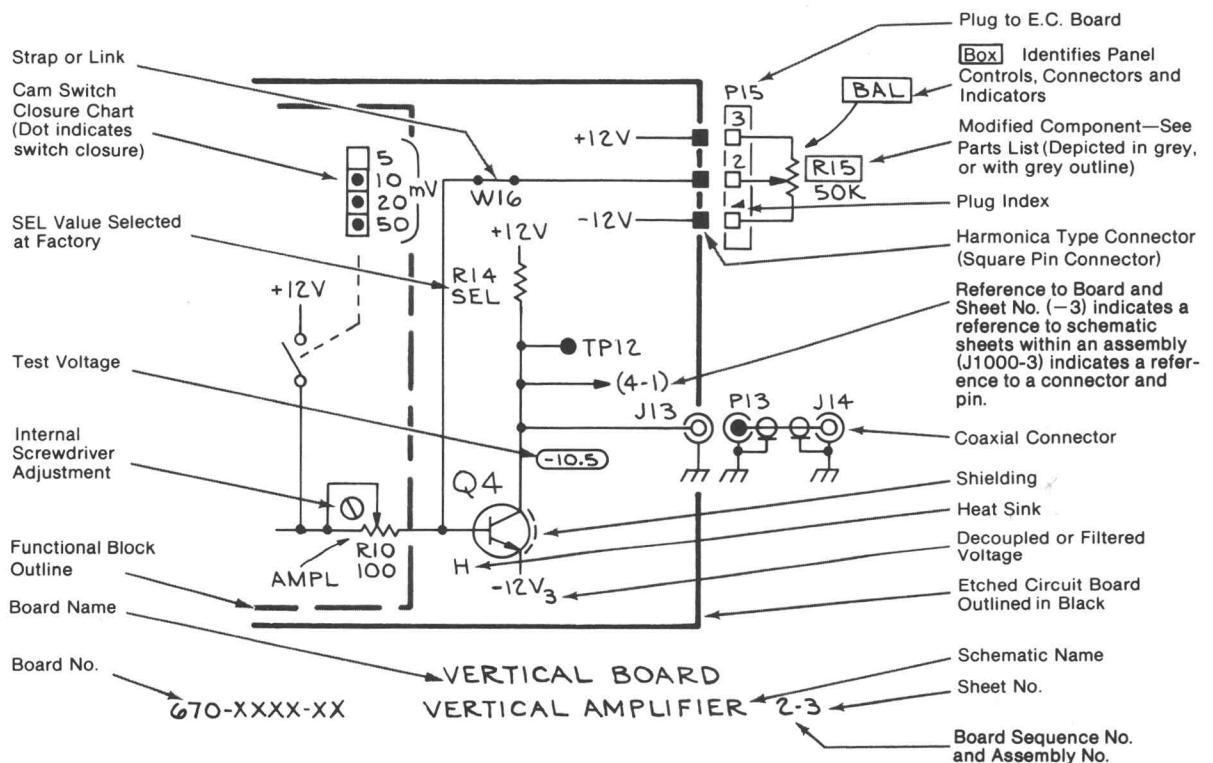 Strap or Link
Cam Switch
Closure Chart
(Dot indicates
switch closure)
SEL Value Selected
at Factory
Test Voltage
Internal
Screwdriver
Adjustment
Functional Block
Outline
Board Name
Board No.
670-XXXX-XX
5
10
20
50
mV
+12V
AMPL
R10
100
W16
+12V
R14
SEL
TP12
(4-1)
J13
-10.5
Q4
H
-12V3
+12V
-12V
P15
3
2
BAL
R15
50K
P13
J14
VERTICAL BOARD
VERTICAL AMPLIFIER 2-3
Plug to E.C. Board
Box Identifies Panel
Controls, Connectors and
Indicators
Modified Component—See
Parts List (Depicted in grey,
or with grey outline)
Plug Index
Harmonica Type Connector
(Square Pin Connector)
Reference to Board and
Sheet No. (–3) indicates a
reference to schematic
sheets within an assembly
(J1000-3) indicates a refer-
ence to a connector and
pin.
Coaxial Connector
Shielding
Heat Sink
Decoupled or Filtered
Voltage
Etched Circuit Board
Outlined in Black
Schematic Name
Sheet No.
Board Sequence No.
and Assembly No.